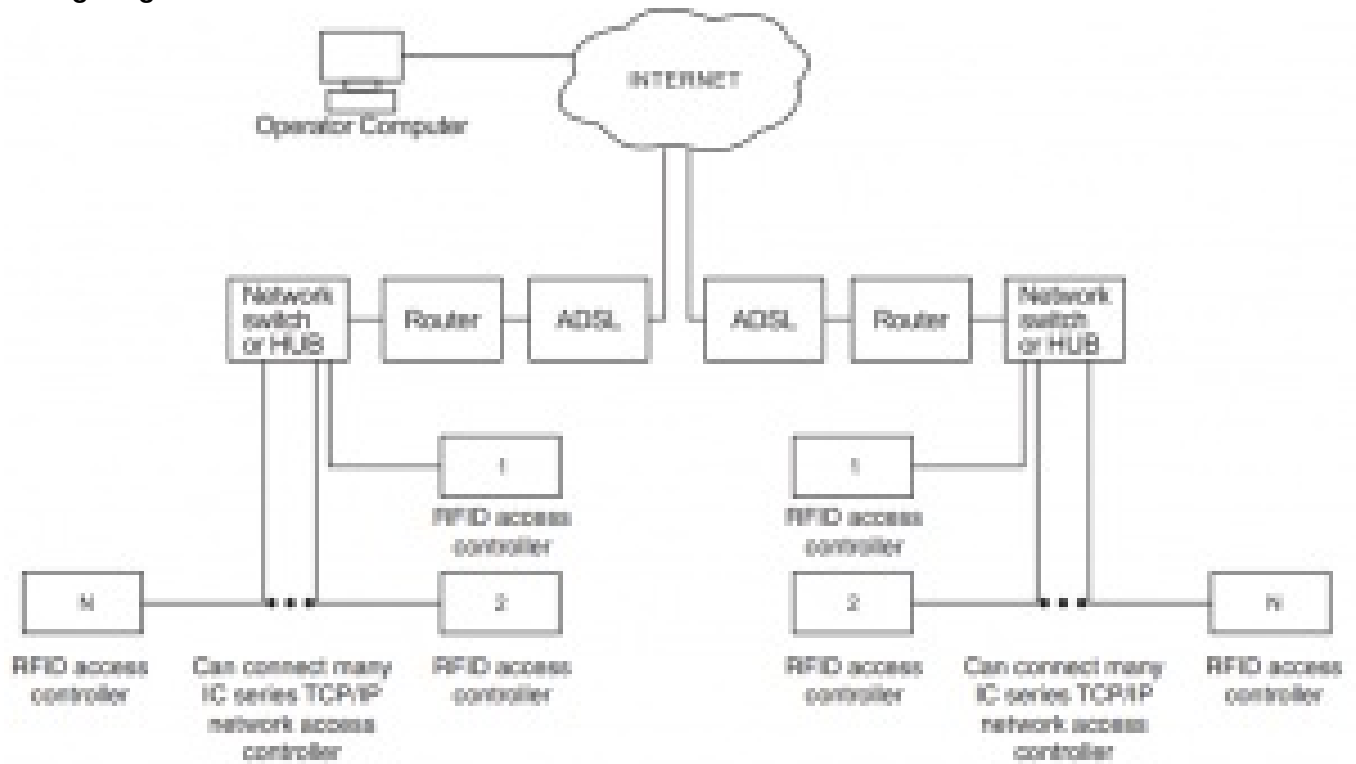 INTERNET
Operator Computer
Network
switch
or HUB
Router
ADSL
ADSL
Router
Network
switch
or HUB
1
RFID access
controller
1
RFID access
controller
N
RFID access
controller
Can connect many
IC series TCP/IP
network access
controller
2
RFID access
controller
2
RFID access
controller
Can connect many
IC series TCP/IP
network access
controller
N
RFID access
controller